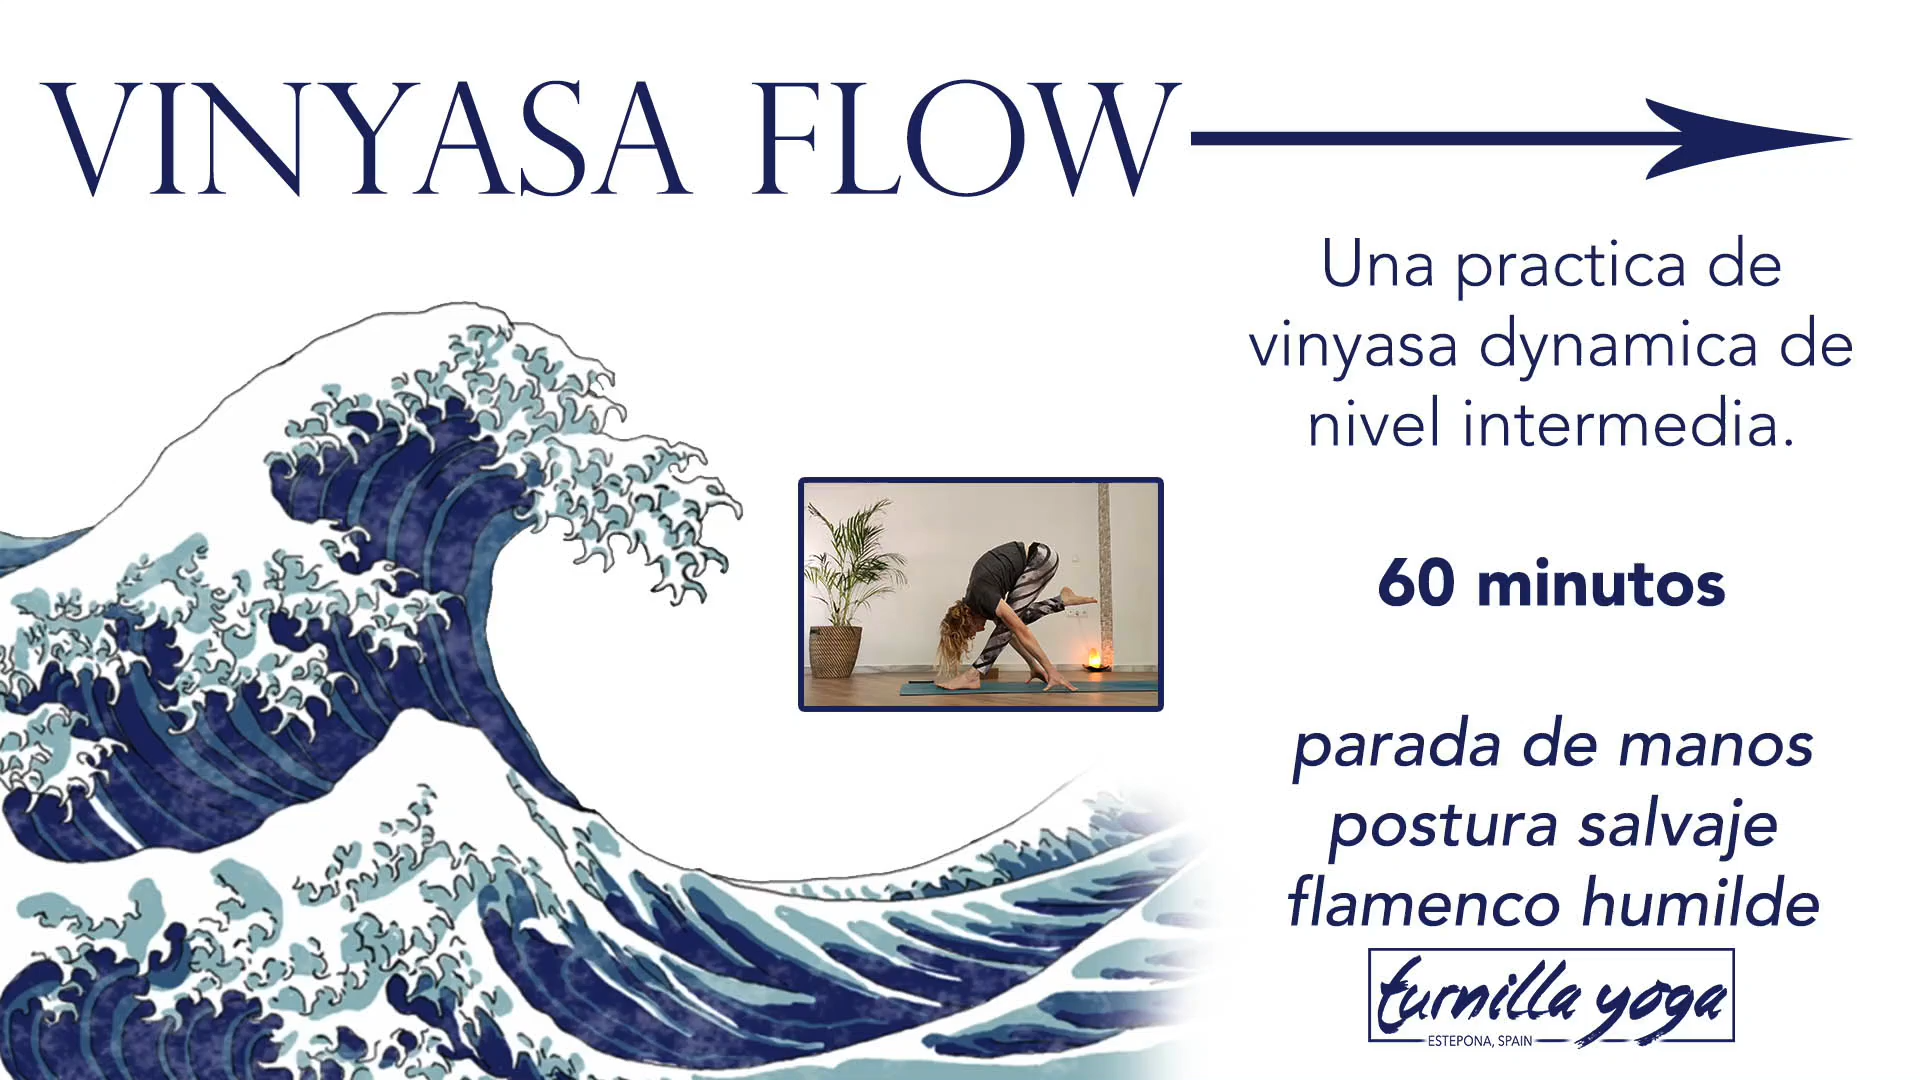 VINYASA FLOW
Una practica de
vinyasa dynamica de
nivel intermedia.
60 minutos
parada de manos
postura salvaje
flamenco humilde
turnilla yoga
ESTEPONA, SPAIN